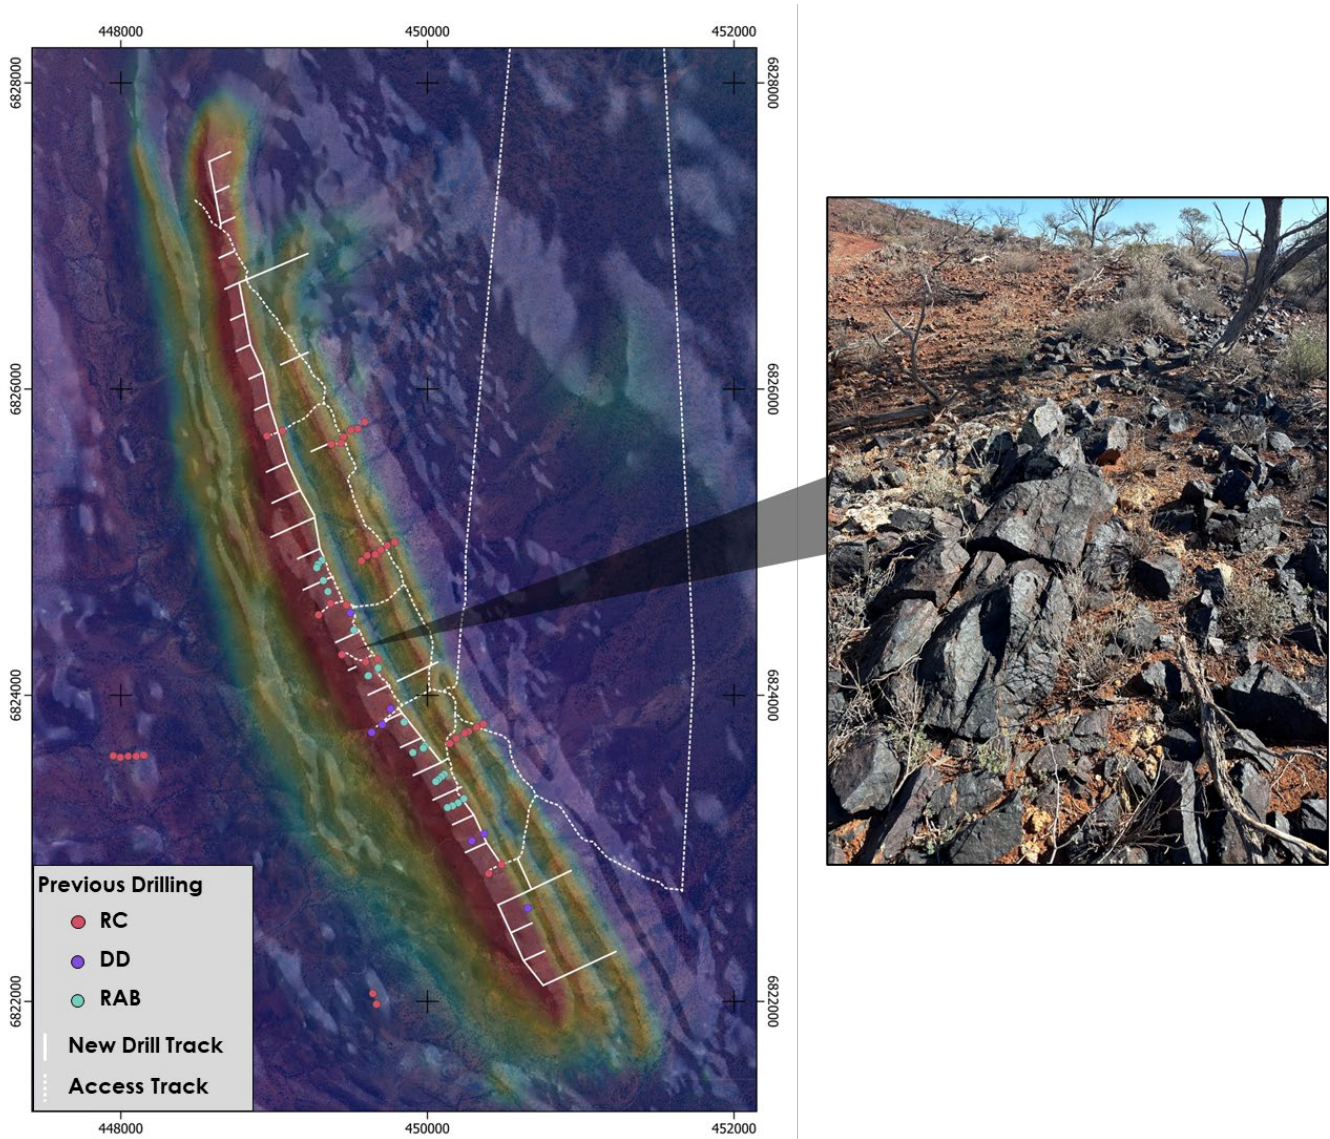 448000 450000 452000
6828000 6828000
6826000 6826000
6824000 6824000
6822000 6822000
Previous Drilling
RC
DD
RAB
New Drill Track
Access Track
448000 450000 452000